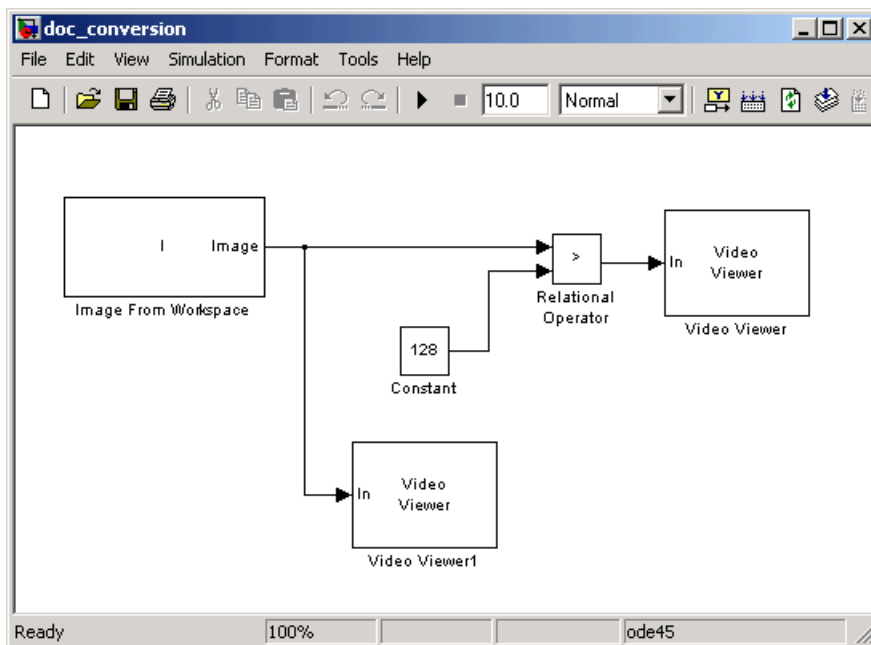 doc_conversion
File Edit View Simulation Format Tools Help
10.0 Normal
I Image
Image From Workspace
>
Relational
Operator
In Video
Viewer
Video Viewer
128
Constant
In Video
Viewer
Video Viewer1
Ready 100% ode45